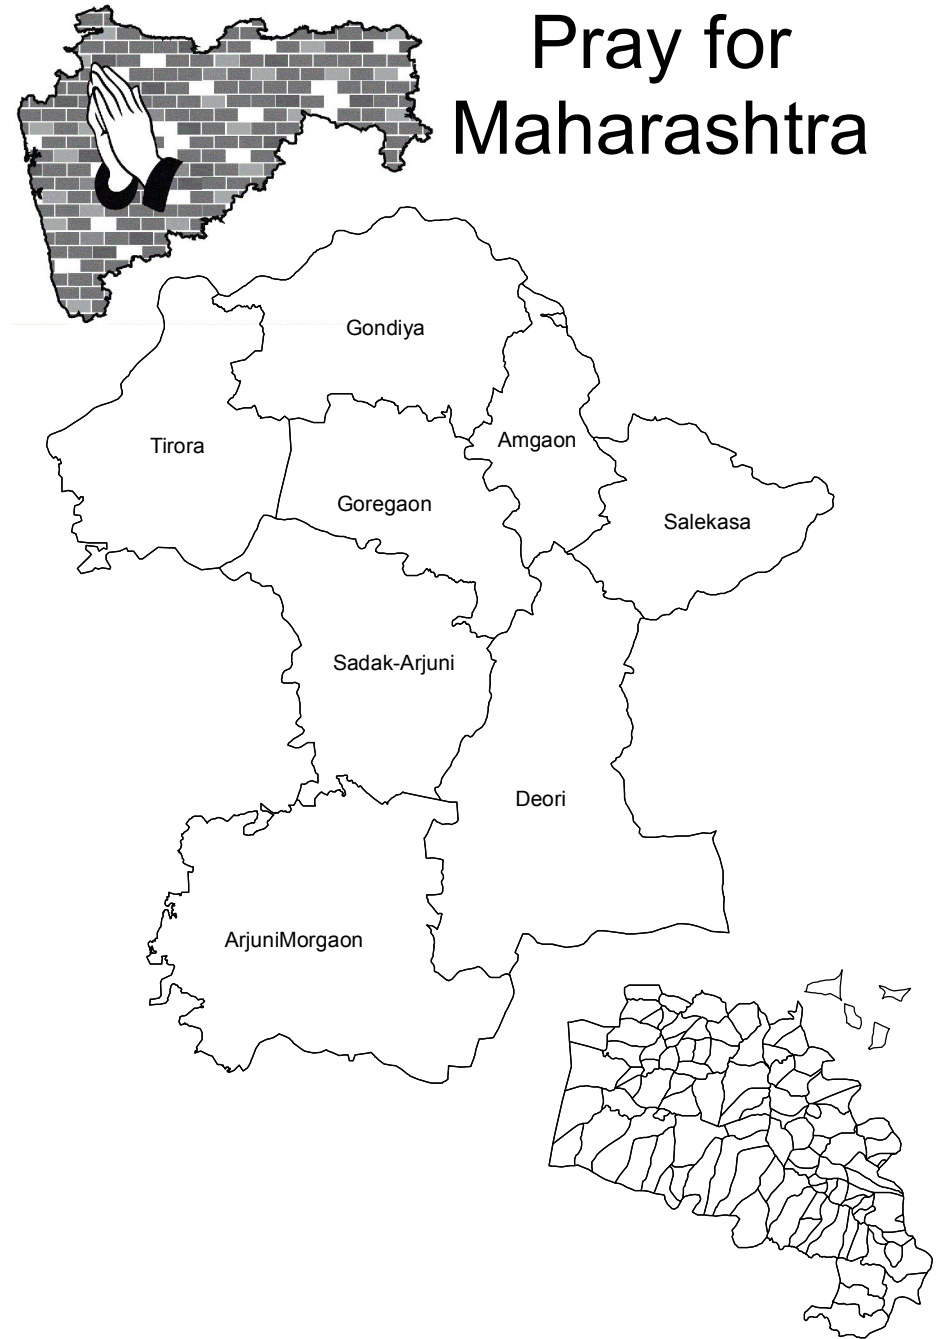 Pray for
Maharashtra
Gondiya
Tirora
Amgaon
Goregaon
Salekasa
Sadak-Arjuni
Deori
ArjuniMorgaon